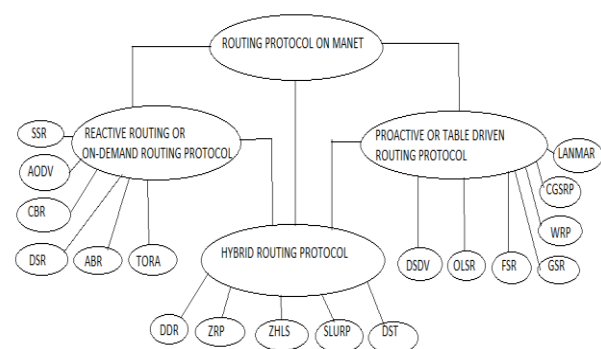 ROUTING PROTOCOL ON MANET
REACTIVE ROUTING OR
ON-DEMAND ROUTING PROTOCOL
SSR
AODV
CBR
DSR
ABR
TORA
PROACTIVE OR TABLE DRIVEN
ROUTING PROTOCOL
LANMAR
CGSRP
WRP
GSR
FSR
OLSR
DSDV
HYBRID ROUTING PROTOCOL
DDR
ZRP
ZHLS
SLURP
DST